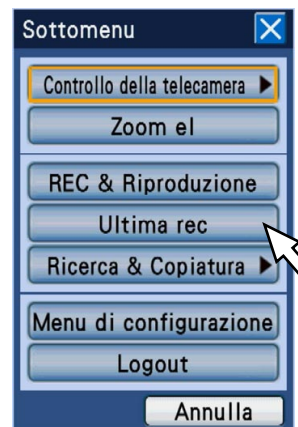 Sottomenu
Controllo della telecamera
Zoom el
REC & Riproduzione
Ultima rec
Ricerca & Copiatura
Menu di configurazione
Logout
Annulla